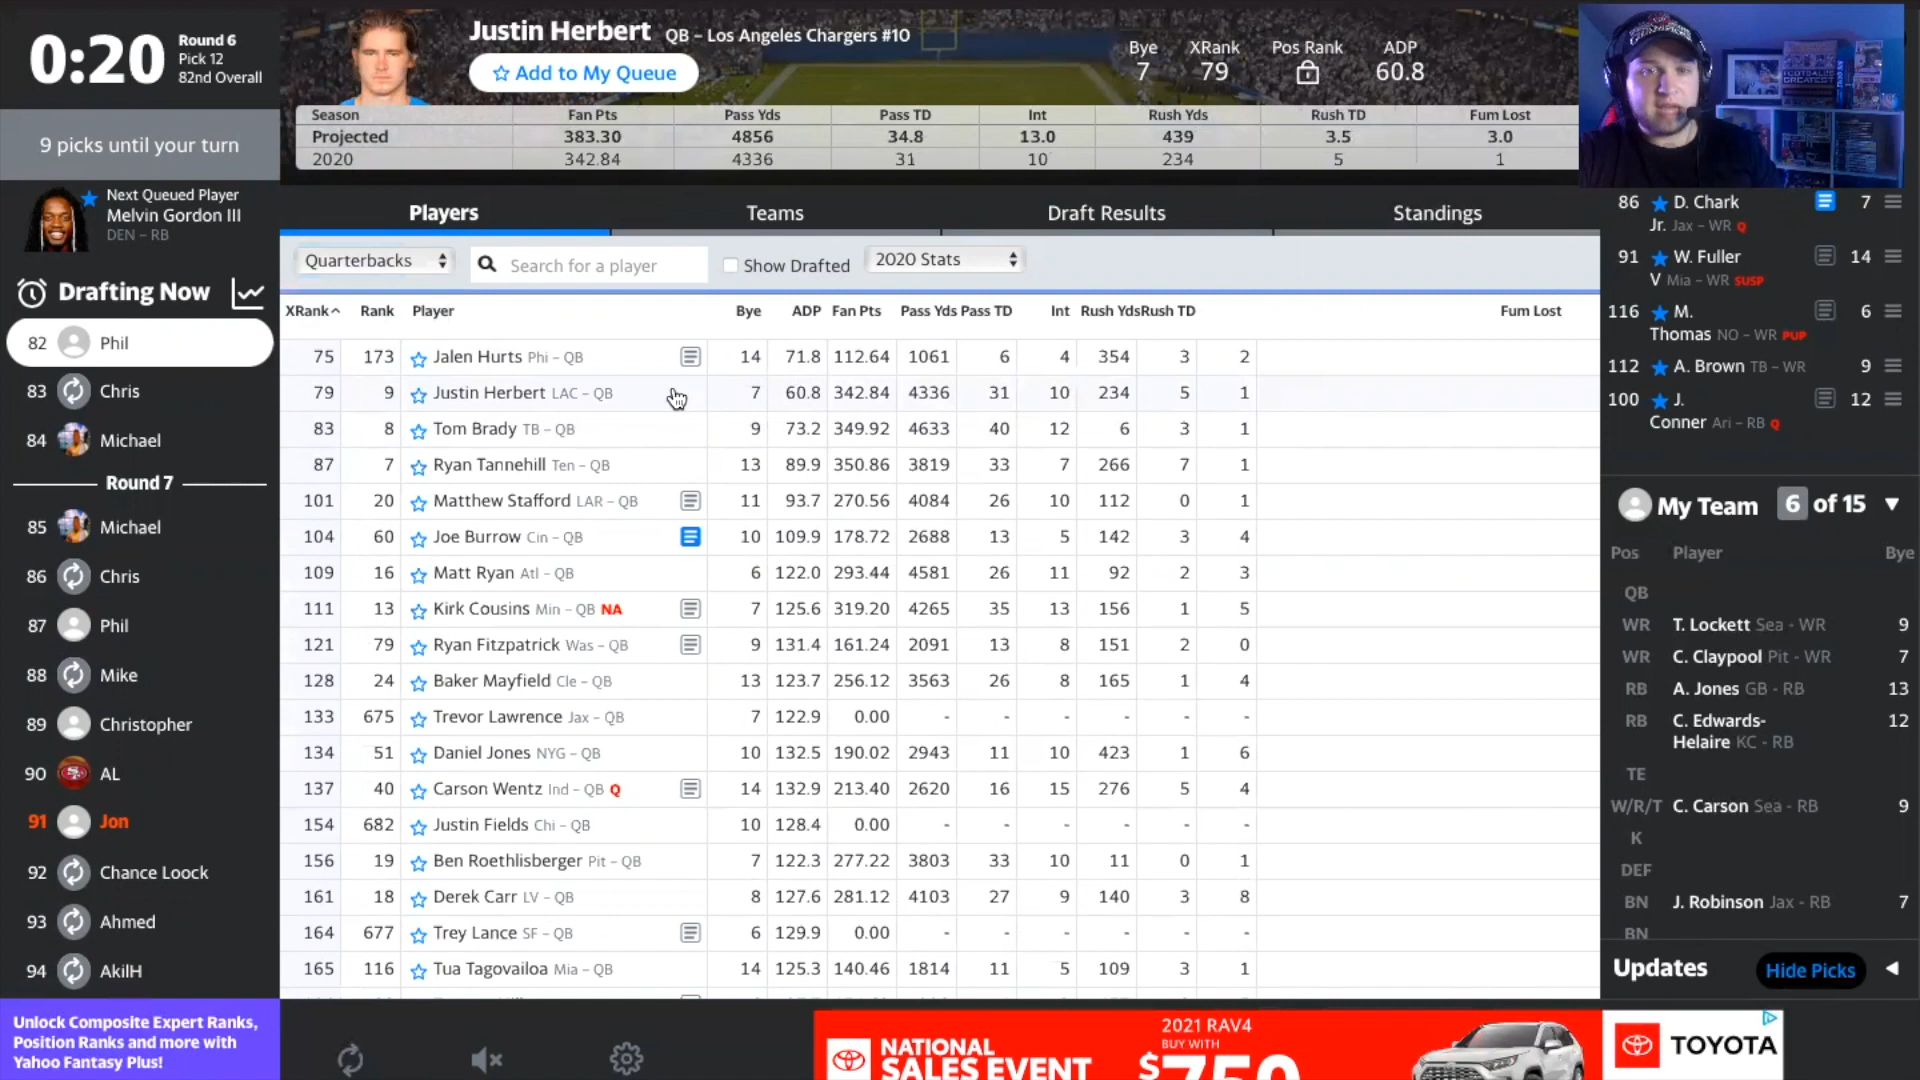 0:20
Round 6
Pick 12
82nd Overall
9 picks until your turn
Next Queued Player
Melvin Gordon III
DEN – RB
Drafting Now
82 Phil
83 Chris
84 Michael
Round 7
85 Michael
86 Chris
87 Phil
88 Mike
89 Christopher
90 AL
91 Jon
92 Chance Loock
93 Ahmed
94 AkilH
Unlock Composite Expert Ranks,
Position Ranks and more with
Yahoo Fantasy Plus!
Justin Herbert QB – Los Angeles Chargers #10
Add to My Queue
Bye XRank Pos Rank ADP
7 79 60.8
Season Fan Pts Pass Yds Pass TD Int Rush Yds Rush TD Fum Lost
Projected 383.30 4856 34.8 13.0 439 3.5 3.0
2020 342.84 4336 31 10 234 5 1
Players Teams Draft Results Standings
Quarterbacks Search for a player Show Drafted 2020 Stats
XRank Rank Player Bye ADP Fan Pts Pass Yds Pass TD Int Rush Yds Rush TD Fum Lost
75 173 Jalen Hurts Phi – QB 14 71.8 112.64 1061 6 4 354 3 2
79 9 Justin Herbert LAC – QB 7 60.8 342.84 4336 31 10 234 5 1
83 8 Tom Brady TB – QB 9 73.2 349.92 4633 40 12 6 3 1
87 7 Ryan Tannehill Ten – QB 13 89.9 350.86 3819 33 7 266 7 1
101 20 Matthew Stafford LAR – QB 11 93.7 270.56 4084 26 10 112 0 1
104 60 Joe Burrow Cin – QB 10 109.9 178.72 2688 13 5 142 3 4
109 16 Matt Ryan Atl – QB 6 122.0 293.44 4581 26 11 92 2 3
111 13 Kirk Cousins Min – QB NA 7 125.6 319.20 4265 35 13 156 1 5
121 79 Ryan Fitzpatrick Was – QB 9 131.4 161.24 2091 13 8 151 2 0
128 24 Baker Mayfield Cle – QB 13 123.7 256.12 3563 26 8 165 1 4
133 675 Trevor Lawrence Jax – QB 7 122.9 0.00 - - - - - -
134 51 Daniel Jones NYG – QB 10 132.5 190.02 2943 11 10 423 1 6
137 40 Carson Wentz Ind – QB Q 14 132.9 213.40 2620 16 15 276 5 4
154 682 Justin Fields Chi – QB 10 128.4 0.00 - - - - - -
156 19 Ben Roethlisberger Pit – QB 7 122.3 277.22 3803 33 10 11 0 1
161 18 Derek Carr LV – QB 8 127.6 281.12 4103 27 9 140 3 8
164 677 Trey Lance SF – QB 6 129.9 0.00 - - - - - -
165 116 Tua Tagovailoa Mia – QB 14 125.3 140.46 1814 11 5 109 3 1
86 D. Chark 7
Jr. Jax – WR Q
91 W. Fuller 14
V Mia – WR SUSP
116 M. 6
Thomas NO – WR PUP
112 A. Brown TB – WR 9
100 J. 12
Conner Ari – RB Q
My Team 6 of 15
Pos Player Bye
QB
WR T. Lockett Sea - WR 9
WR C. Claypool Pit - WR 7
RB A. Jones GB - RB 13
RB C. Edwards- 12
Helaire KC - RB
TE
W/R/T C. Carson Sea - RB 9
K
DEF
BN J. Robinson Jax - RB 7
BN
Updates Hide Picks
NATIONAL
SALES EVENT
2021 RAV4
BUY WITH
$750
TOYOTA